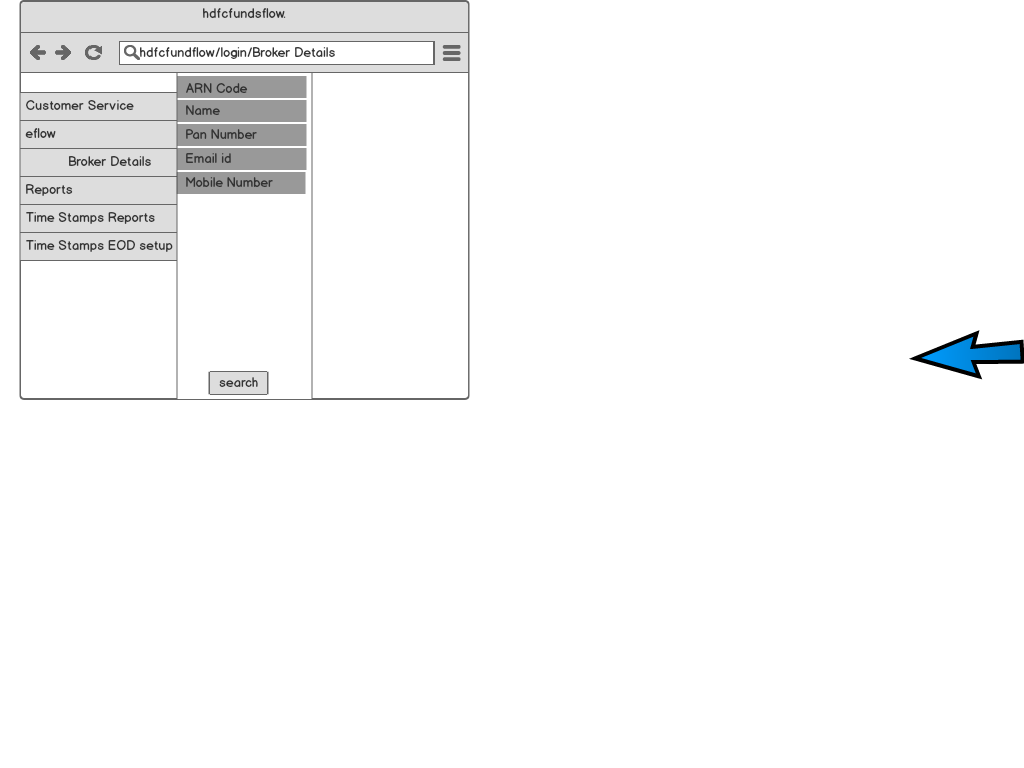 hdfcfundsflow.
hdfcfundflow/login/Broker Details
Customer Service
eflow
Broker Details
Reports
Time Stamps Reports
Time Stamps EOD setup
ARN Code
Name
Pan Number
Email id
Mobile Number
search